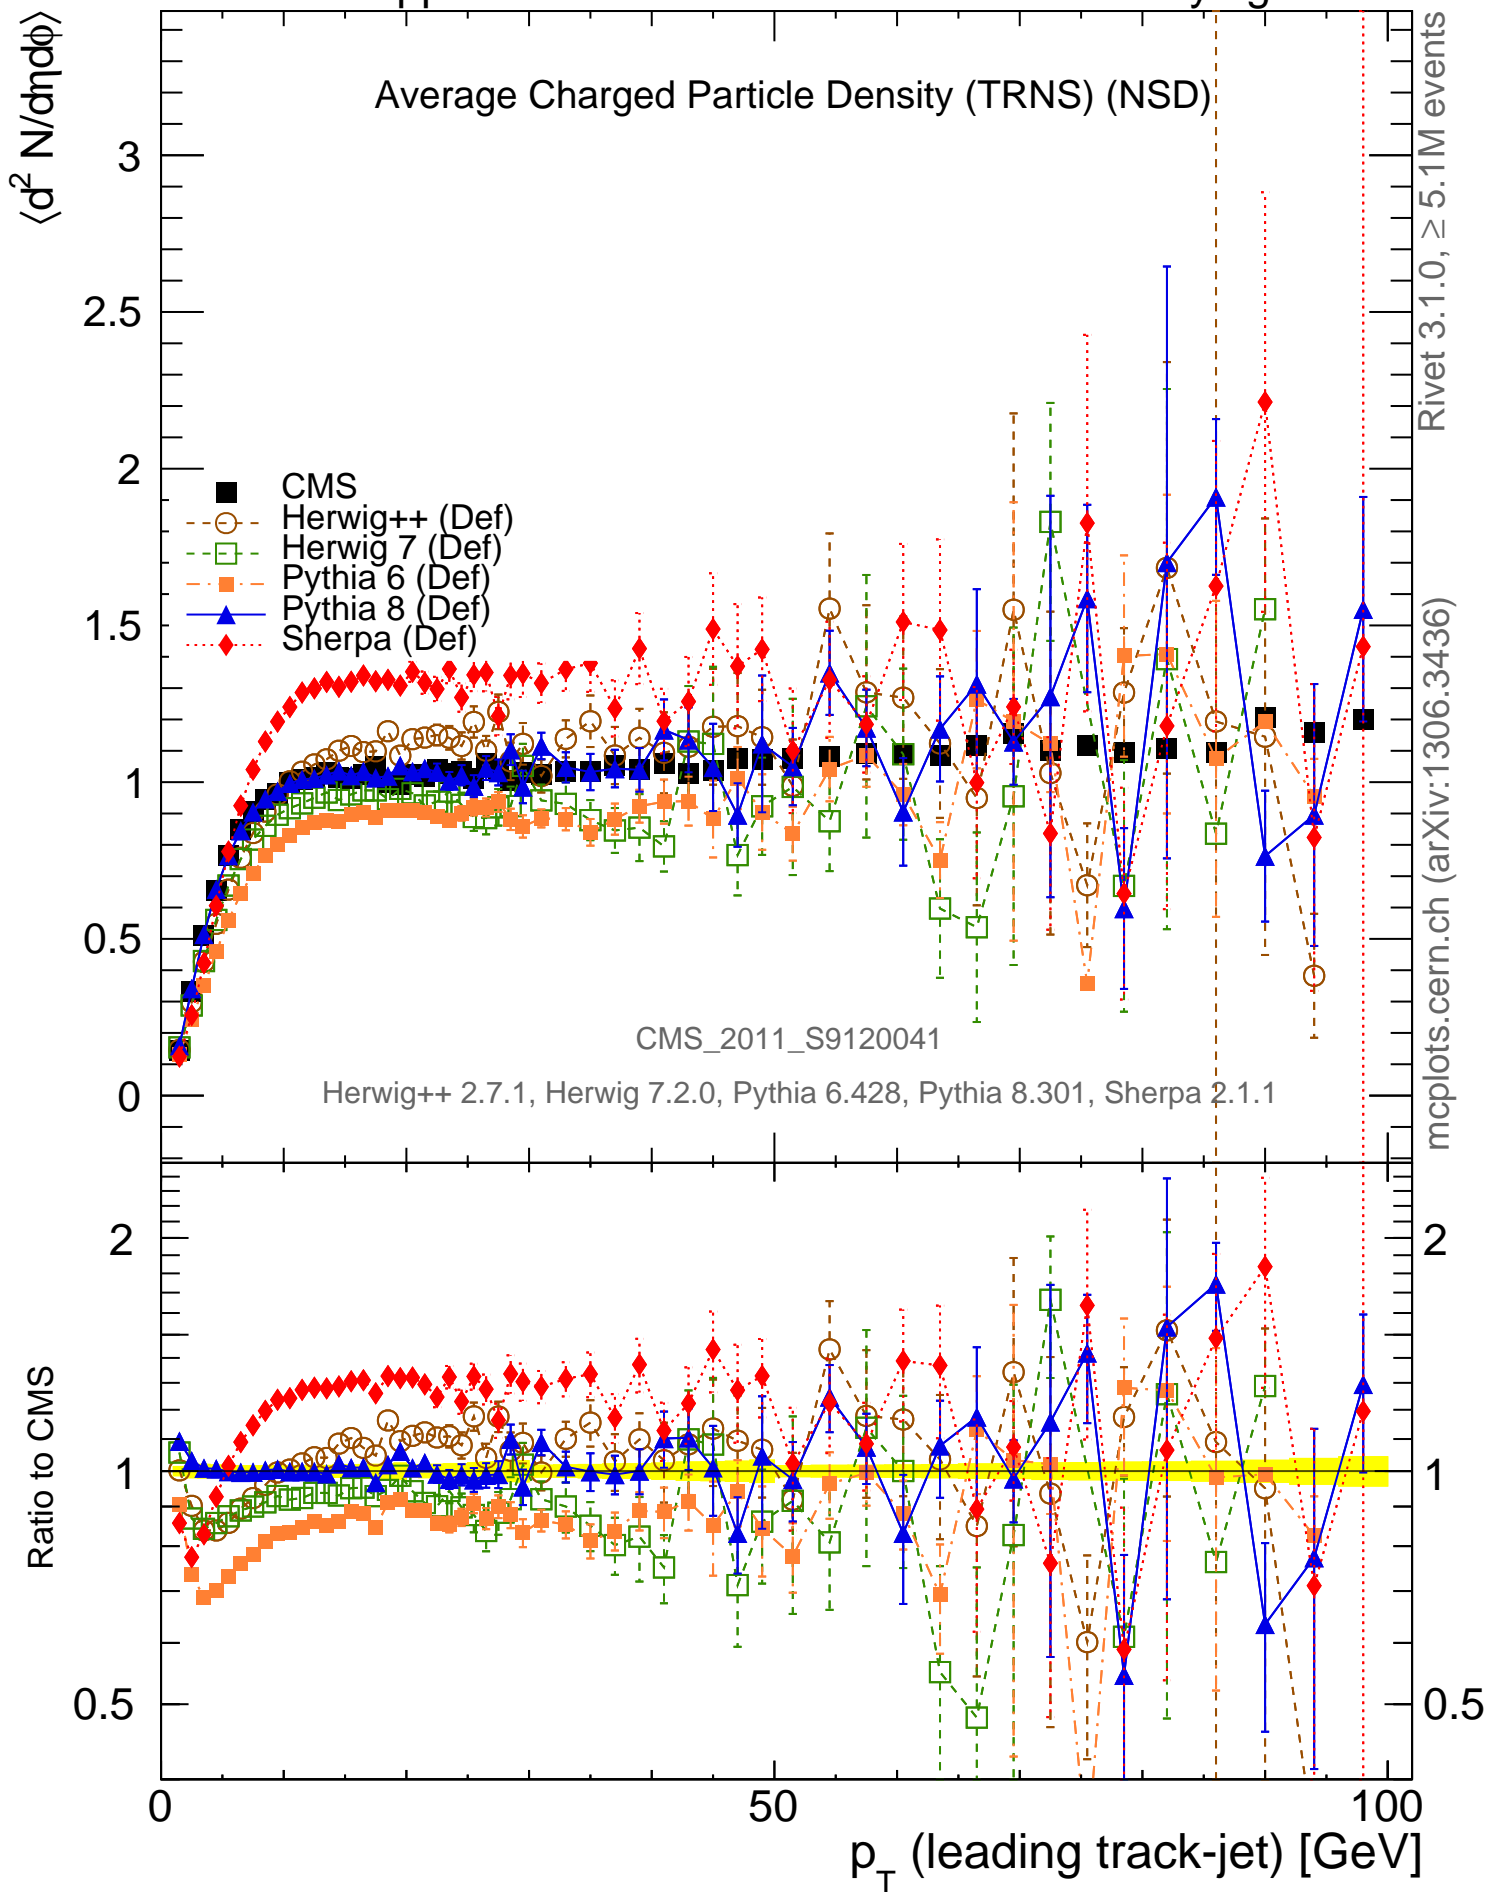 ⟨d² N/dηdϕ⟩
Average Charged Particle Density (TRNS) (NSD)
3
2.5
2
1.5
1
0.5
0
CMS
Herwig++ (Def)
Herwig 7 (Def)
Pythia 6 (Def)
Pythia 8 (Def)
Sherpa (Def)
CMS_2011_S9120041
Herwig++ 2.7.1, Herwig 7.2.0, Pythia 6.428, Pythia 8.301, Sherpa 2.1.1
Rivet 3.1.0, ≥ 5.1M events
mcplots.cern.ch (arXiv:1306.3436)
Ratio to CMS
2
1
0.5
2
1
0.5
0
50
100
p_T (leading track-jet) [GeV]